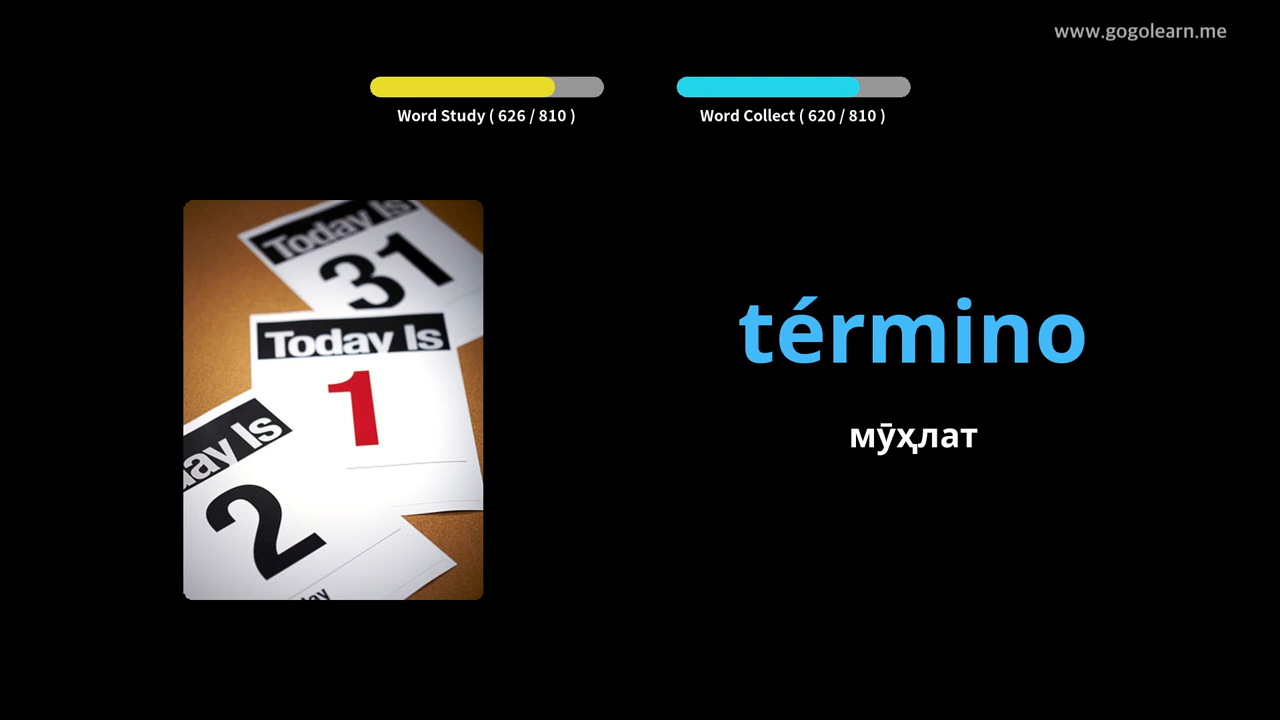 www.gogolearn.me
Word Study ( 626 / 810 )
Word Collect ( 620 / 810 )
Today Is
31
Today Is
1
ay Is
2
day
término
мӯҳлат